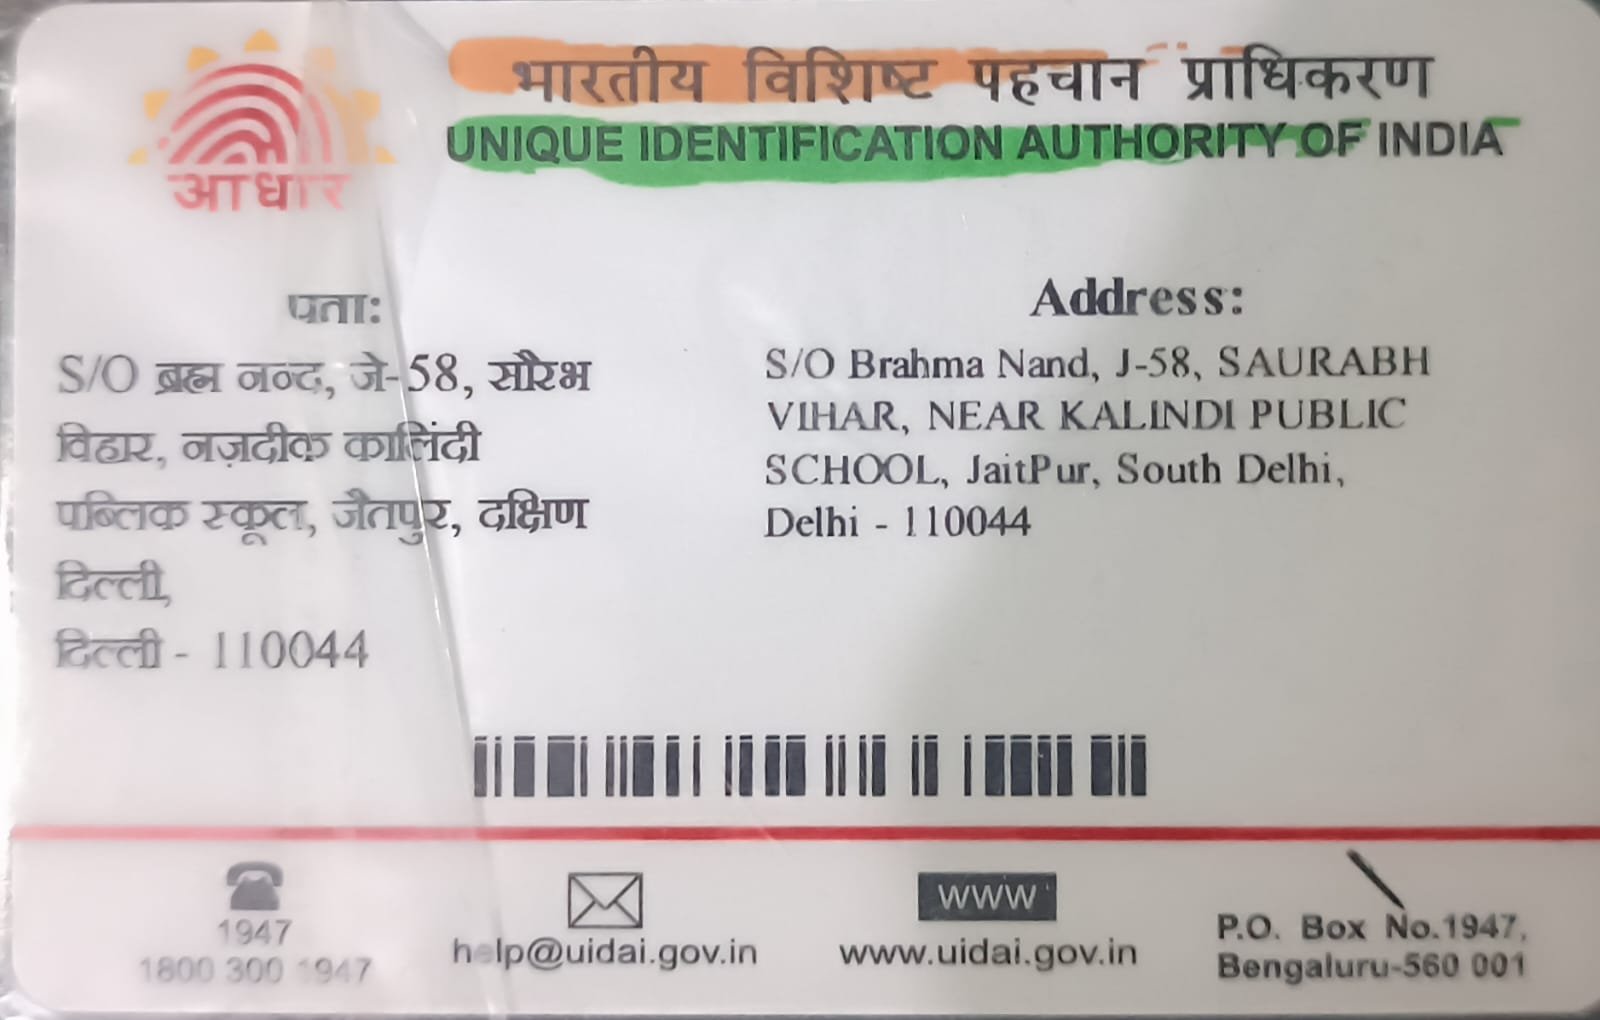 आधार
भारतीय विशिष्ट पहचान प्राधिकरण
UNIQUE IDENTIFICATION AUTHORITY OF INDIA
पता:
S/O ब्रह्म नन्द, जे-58, सौरभ
विहार, नज़दीक कालिंदी
पब्लिक स्कूल, जैतपुर, दक्षिण
दिल्ली,
दिल्ली - 110044
Address:
S/O Brahma Nand, J-58, SAURABH
VIHAR, NEAR KALINDI PUBLIC
SCHOOL, JaitPur, South Delhi,
Delhi - 110044
1947
1800 300 1947
help@uidai.gov.in
WWW
www.uidai.gov.in
P.O. Box No.1947,
Bengaluru-560 001